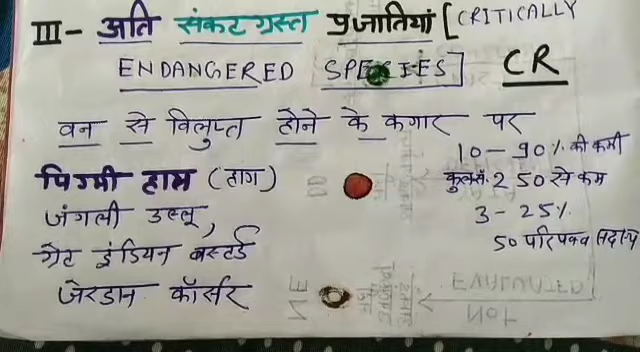 III- अति संकटग्रस्त प्रजातियां [CRITICALLY
ENDANGERED SPECIES] CR
वन से विलुप्त होने के कगार पर
10-90% की कमी
पिग्मी हाग (हाग)
कुल सं. 250 से कम
जंगली उल्लू,
3-25%
ग्रेट इंडियन बस्टर्ड
50 परिपक्व सदस्य
जेरडान कॉर्सर